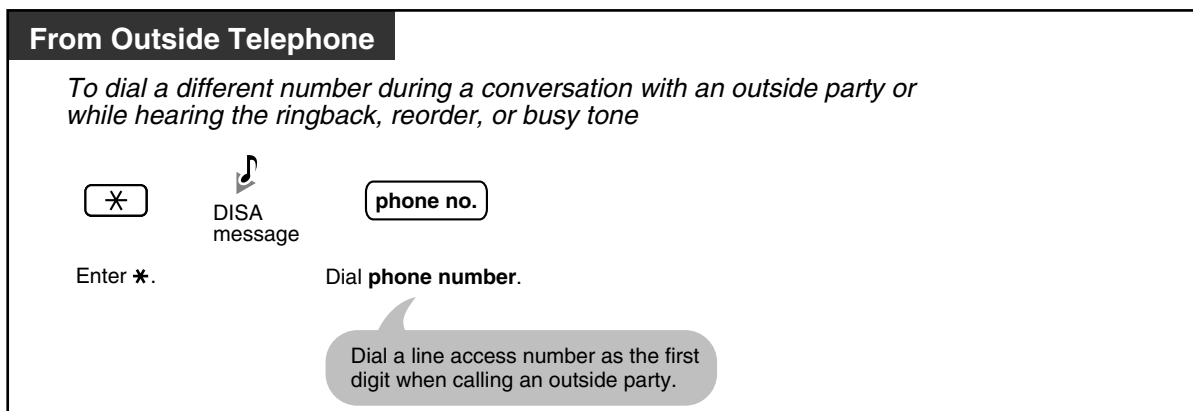 From Outside Telephone
To dial a different number during a conversation with an outside party or
while hearing the ringback, reorder, or busy tone
DISA
message
phone no.
Enter *.
Dial phone number.
Dial a line access number as the first
digit when calling an outside party.